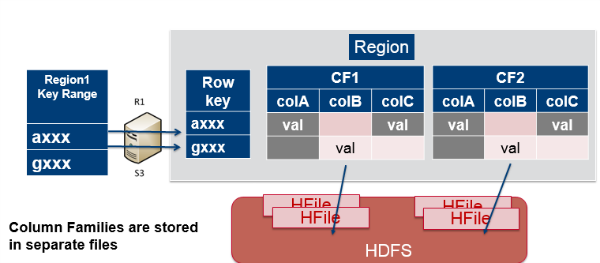 Region
Region1
Key Range
axxx
gxxx
R1
S3
Row
key
axxx
gxxx
CF1
colA colB colC
val val
val
CF2
colA colB colC
val val
val
HFile
HFile
HFile
HFile
HDFS
Column Families are stored
in separate files